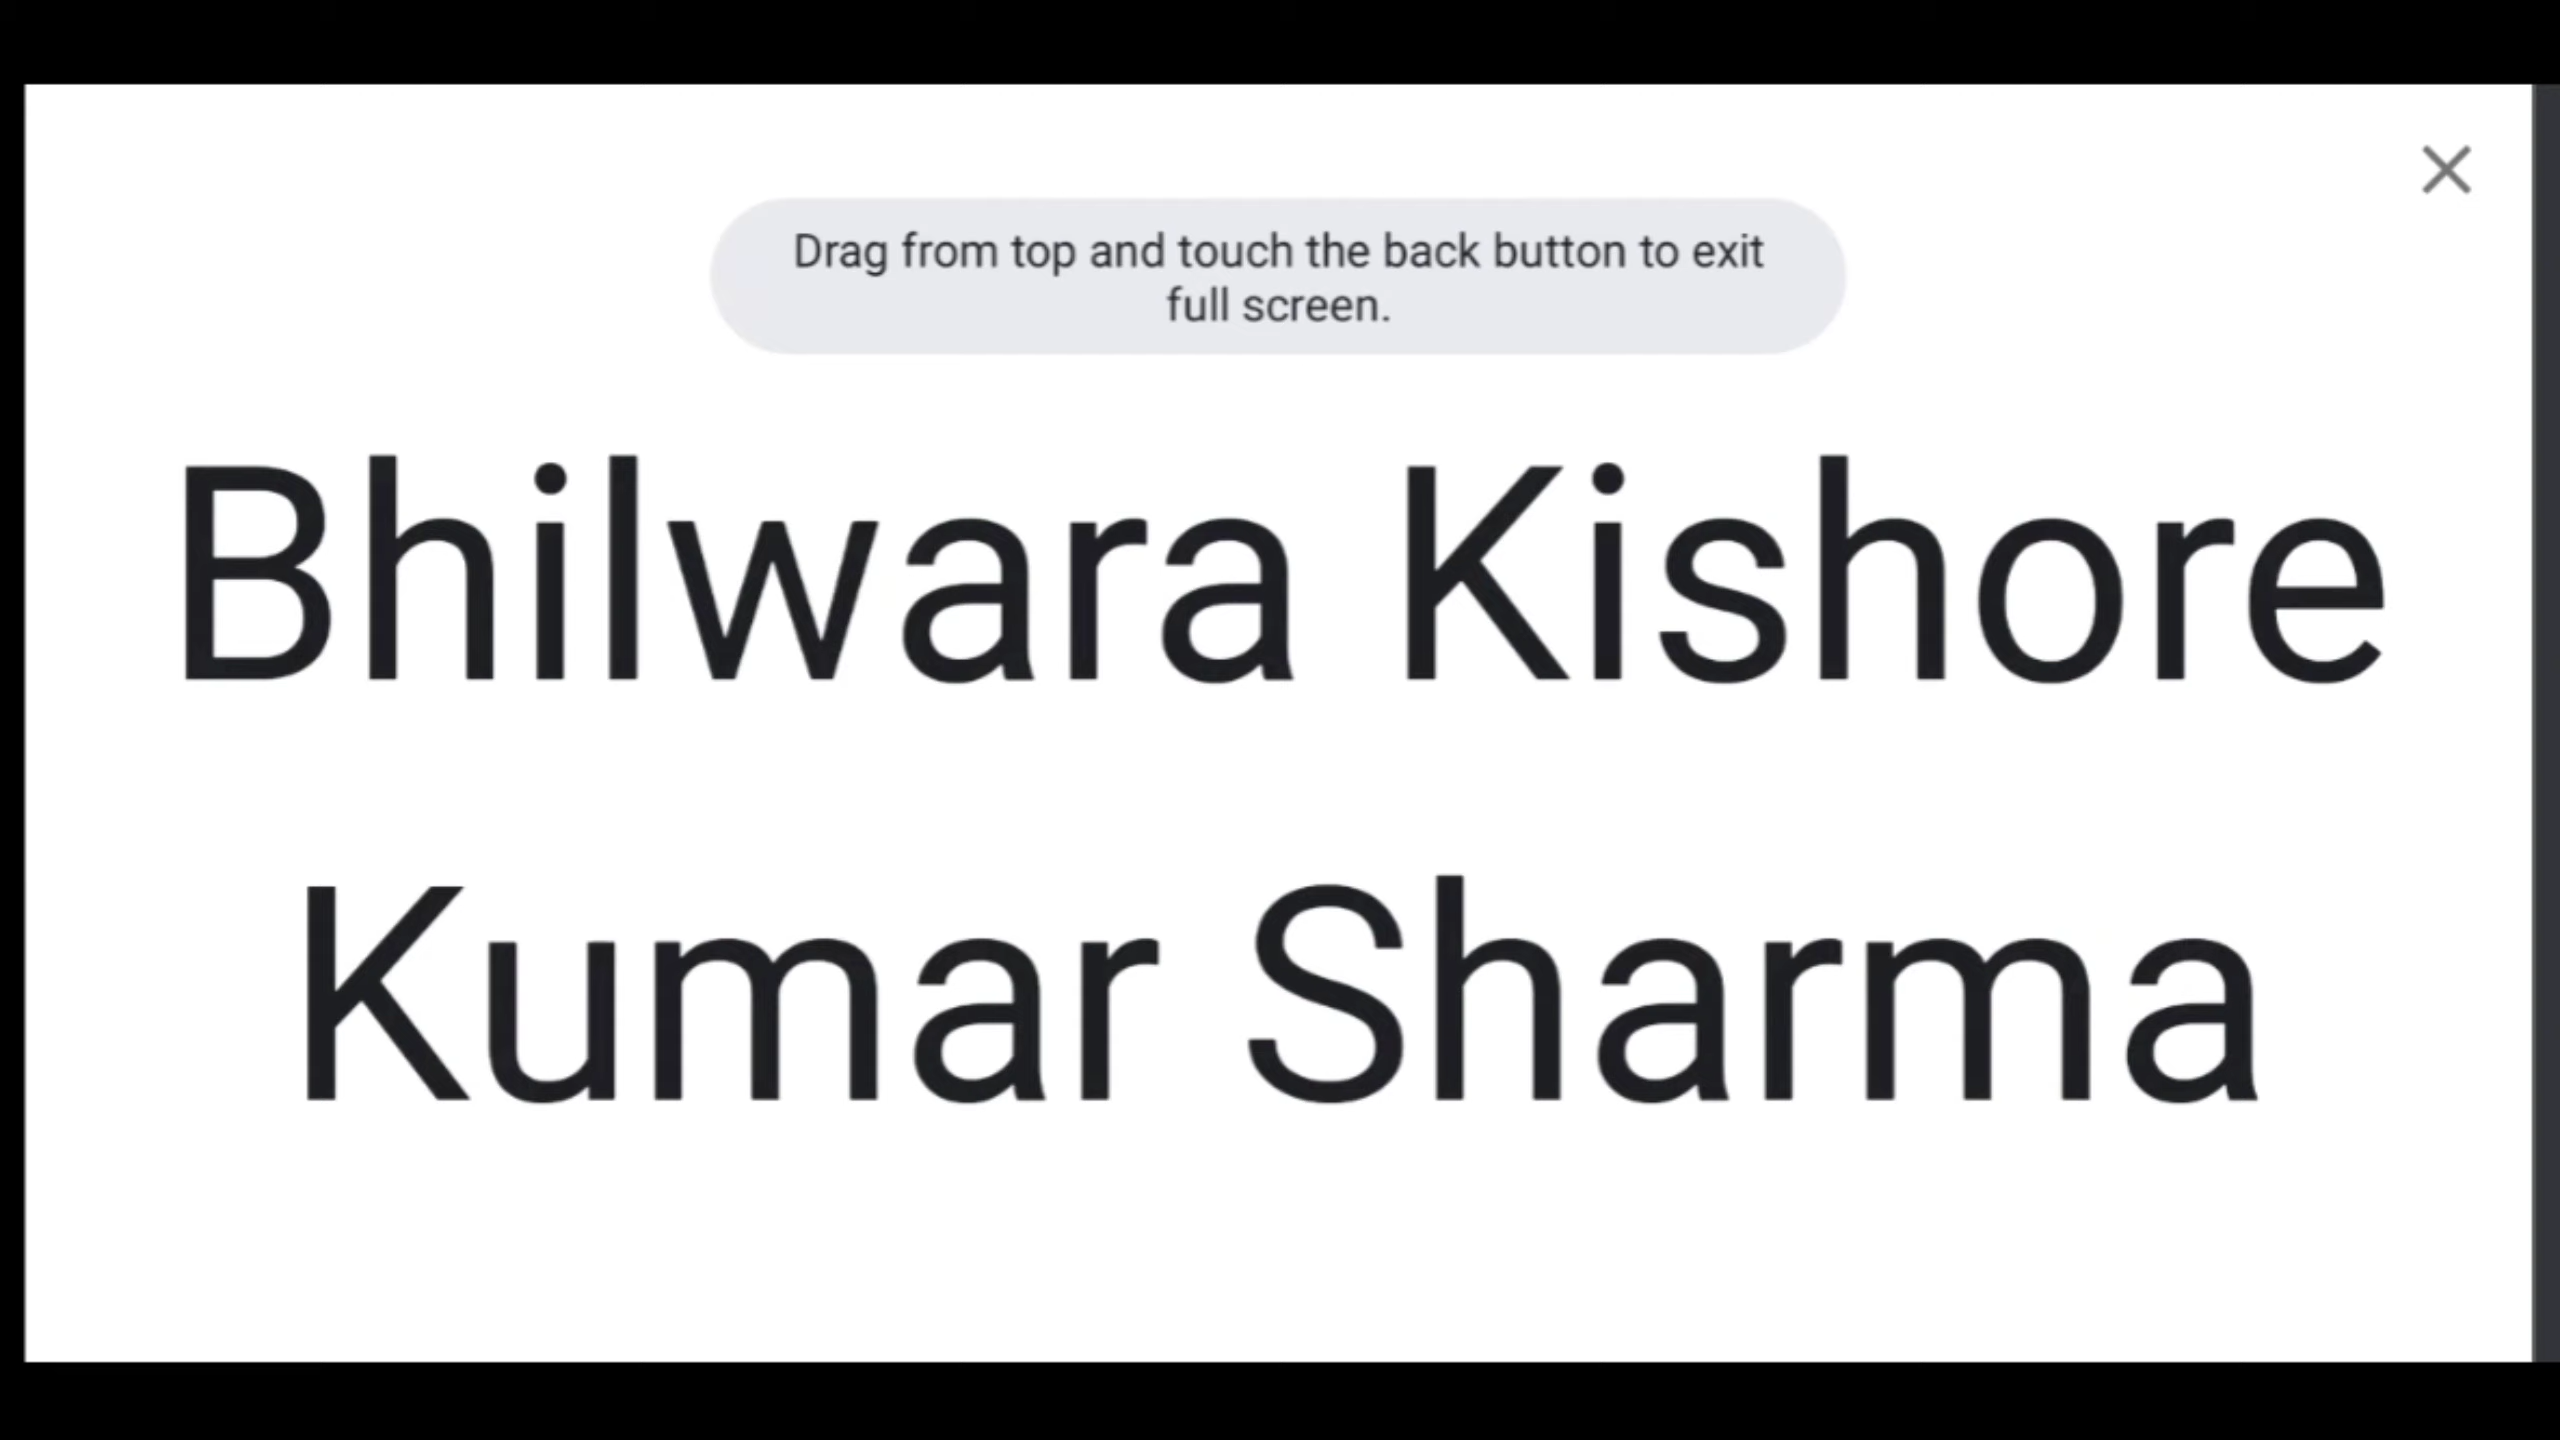 Drag from top and touch the back button to exit
full screen.
Bhilwara Kishore
Kumar Sharma